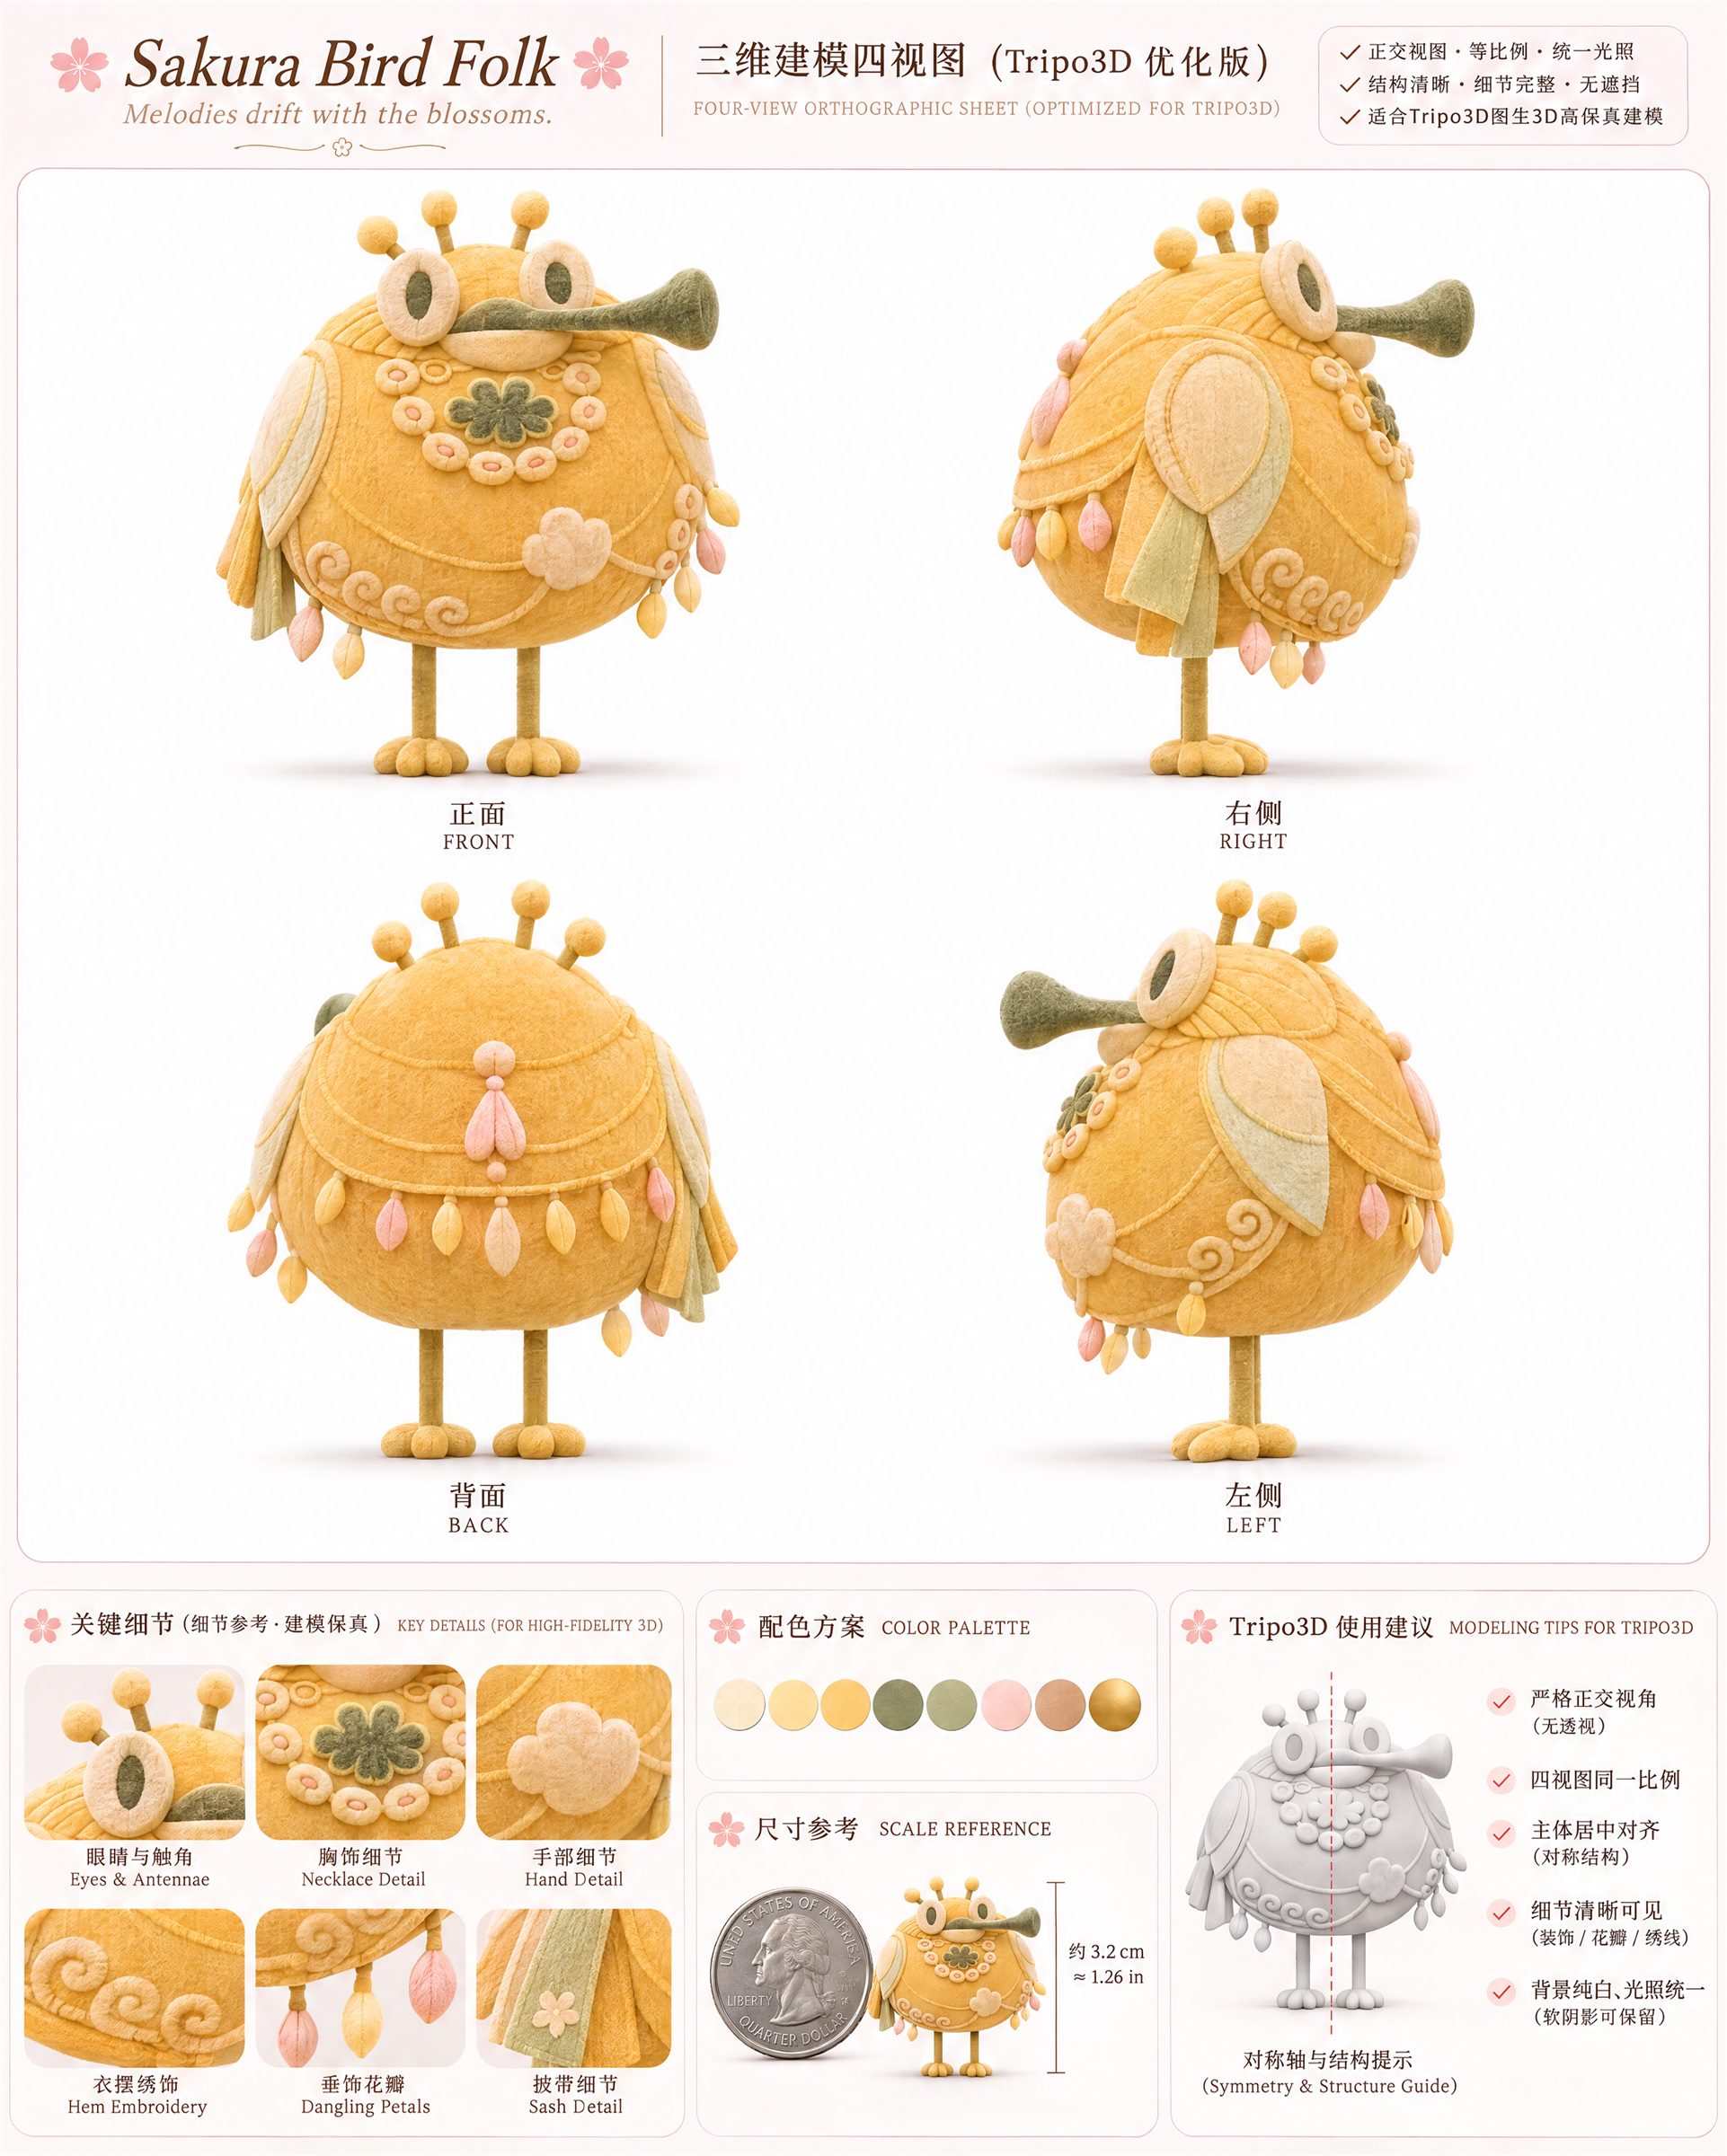 Sakura Bird Folk
Melodies drift with the blossoms.
三维建模四视图（Tripo3D 优化版）
FOUR-VIEW ORTHOGRAPHIC SHEET (OPTIMIZED FOR TRIPO3D)
正交视图・等比例・统一光照
结构清晰・细节完整・无遮挡
适合Tripo3D图生3D高保真建模
正面
FRONT
右侧
RIGHT
背面
BACK
左侧
LEFT
关键细节（细节参考・建模保真） KEY DETAILS (FOR HIGH-FIDELITY 3D)
眼睛与触角
Eyes & Antennae
胸饰细节
Necklace Detail
手部细节
Hand Detail
衣摆绣饰
Hem Embroidery
垂饰花瓣
Dangling Petals
披带细节
Sash Detail
配色方案 COLOR PALETTE
尺寸参考 SCALE REFERENCE
UNITED STATES OF AMERICA
LIBERTY
QUARTER DOLLAR
约 3.2 cm
≈ 1.26 in
Tripo3D 使用建议 MODELING TIPS FOR TRIPO3D
严格正交视角
（无透视）
四视图同一比例
主体居中对齐
（对称结构）
细节清晰可见
（装饰 / 花瓣 / 绣线）
背景纯白、光照统一
（软阴影可保留）
对称轴与结构提示
(Symmetry & Structure Guide)